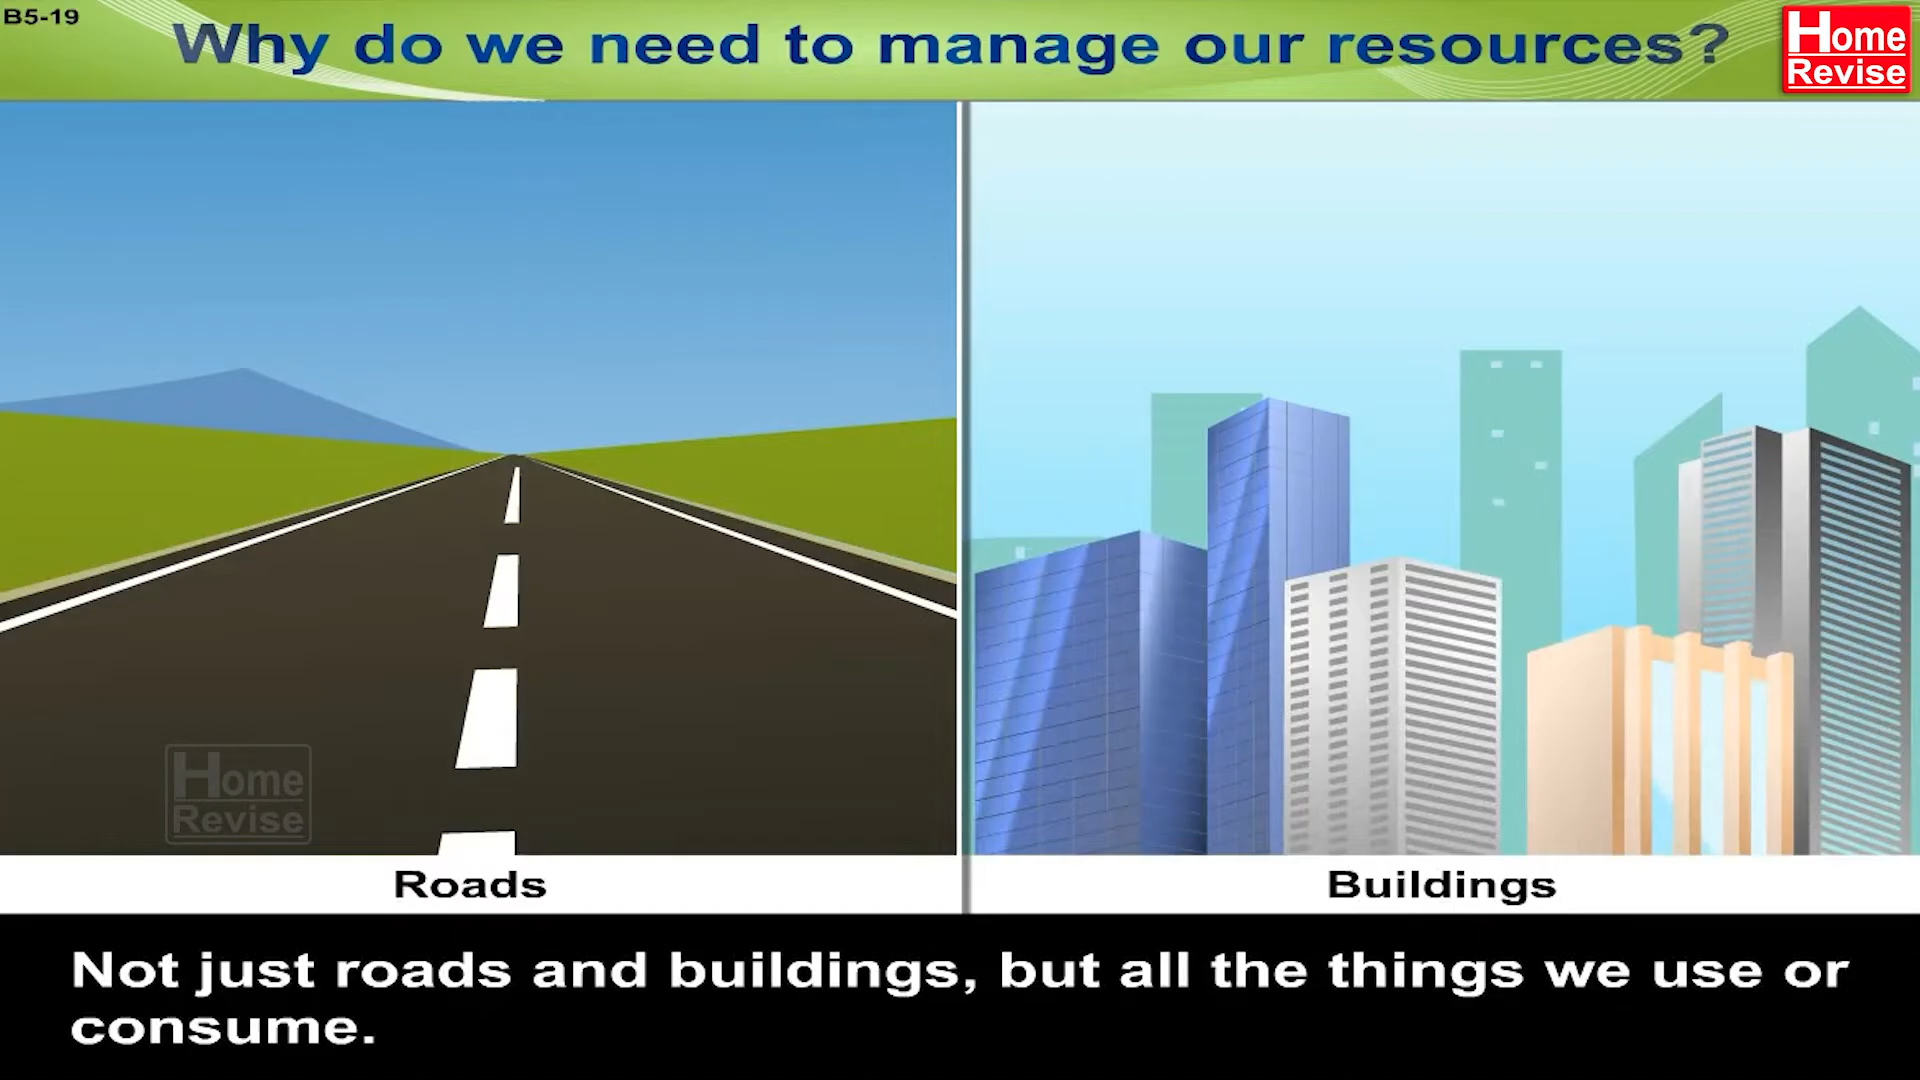 B5-19
Why do we need to manage our resources?
Home
Revise
Home
Revise
Roads
Buildings
Not just roads and buildings, but all the things we use or
consume.